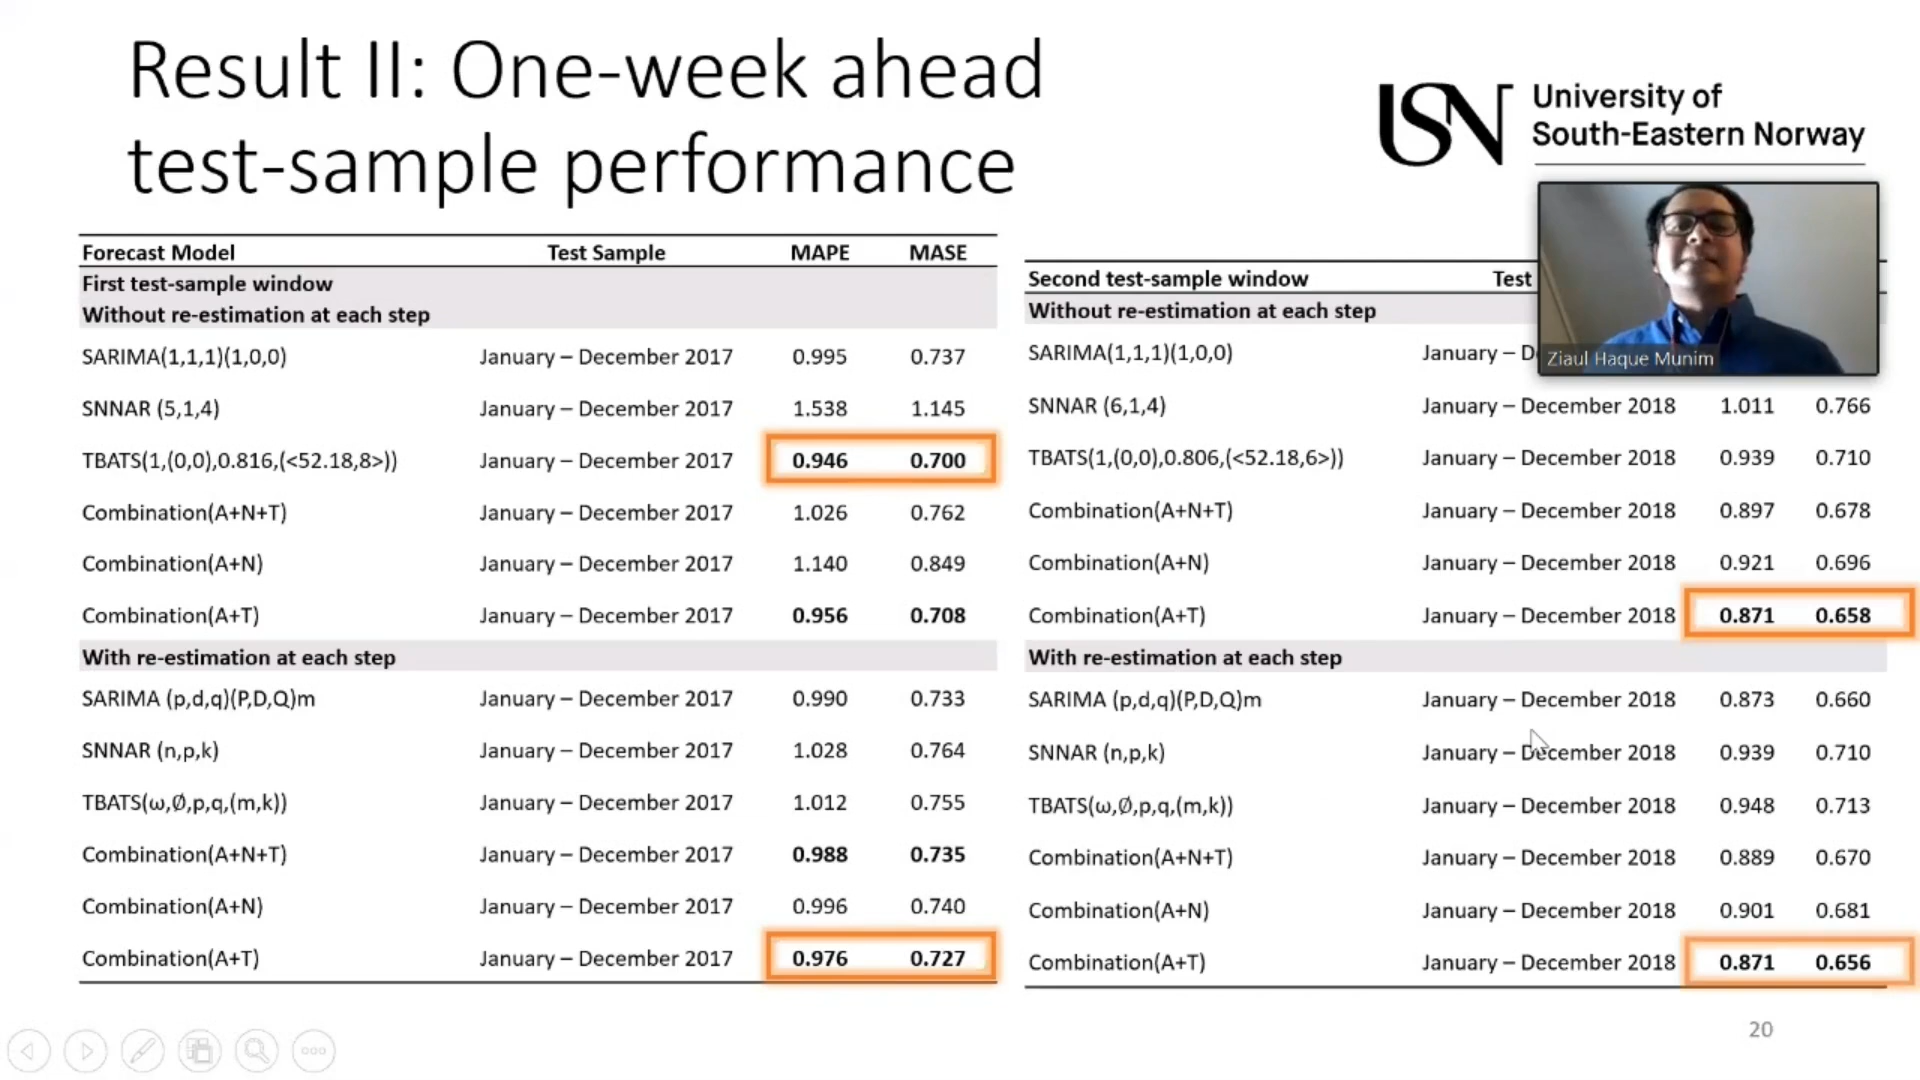 Result II: One-week ahead
test-sample performance
USN University of
South-Eastern Norway
Forecast Model Test Sample MAPE MASE
First test-sample window
Without re-estimation at each step
SARIMA(1,1,1)(1,0,0) January – December 2017 0.995 0.737
SNNAR (5,1,4) January – December 2017 1.538 1.145
TBATS(1,(0,0),0.816,(<52.18,8>)) January – December 2017 0.946 0.700
Combination(A+N+T) January – December 2017 1.026 0.762
Combination(A+N) January – December 2017 1.140 0.849
Combination(A+T) January – December 2017 0.956 0.708
With re-estimation at each step
SARIMA (p,d,q)(P,D,Q)m January – December 2017 0.990 0.733
SNNAR (n,p,k) January – December 2017 1.028 0.764
TBATS(ω,Ø,p,q,(m,k)) January – December 2017 1.012 0.755
Combination(A+N+T) January – December 2017 0.988 0.735
Combination(A+N) January – December 2017 0.996 0.740
Combination(A+T) January – December 2017 0.976 0.727
Second test-sample window Test
Without re-estimation at each step
SARIMA(1,1,1)(1,0,0) January –
SNNAR (6,1,4) January – December 2018 1.011 0.766
TBATS(1,(0,0),0.806,(<52.18,6>)) January – December 2018 0.939 0.710
Combination(A+N+T) January – December 2018 0.897 0.678
Combination(A+N) January – December 2018 0.921 0.696
Combination(A+T) January – December 2018 0.871 0.658
With re-estimation at each step
SARIMA (p,d,q)(P,D,Q)m January – December 2018 0.873 0.660
SNNAR (n,p,k) January – December 2018 0.939 0.710
TBATS(ω,Ø,p,q,(m,k)) January – December 2018 0.948 0.713
Combination(A+N+T) January – December 2018 0.889 0.670
Combination(A+N) January – December 2018 0.901 0.681
Combination(A+T) January – December 2018 0.871 0.656
Ziaul Haque Munim
20